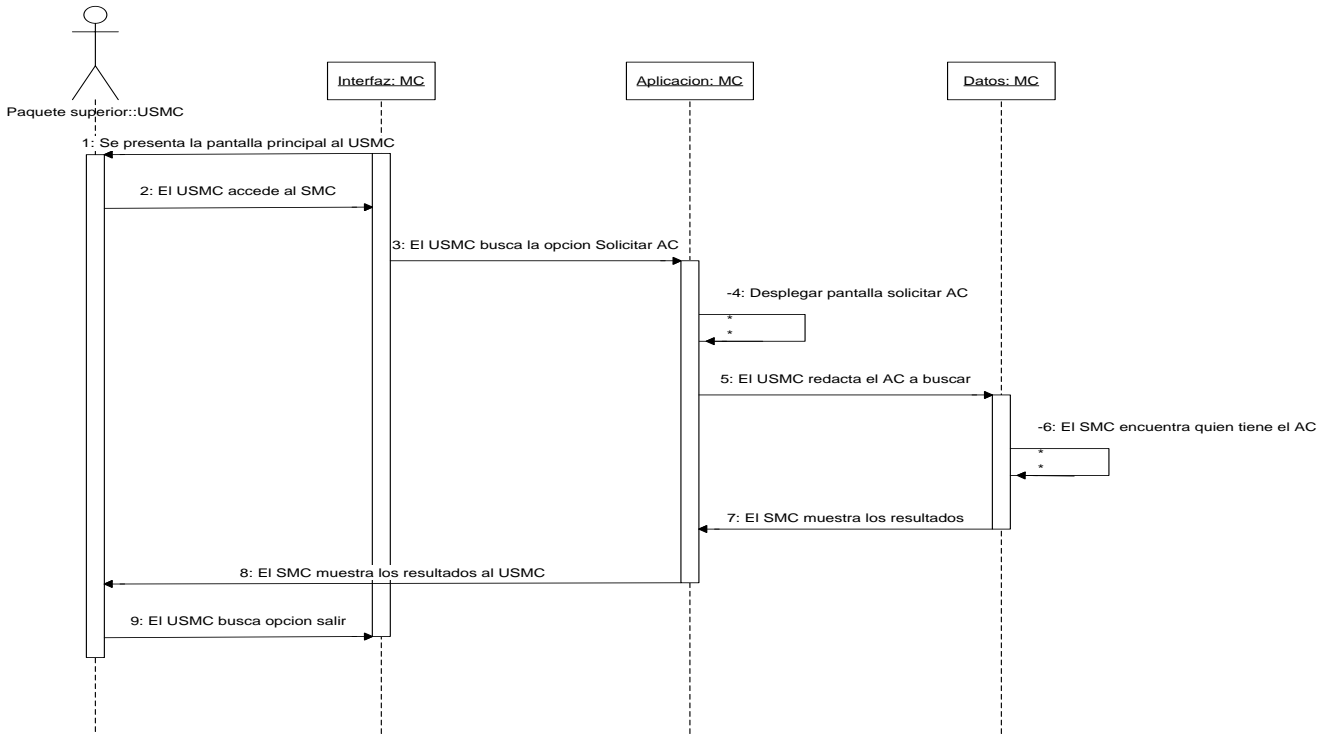 Paquete superior::USMC
Interfaz: MC
Aplicacion: MC
Datos: MC
1: Se presenta la pantalla principal al USMC
2: El USMC accede al SMC
3: El USMC busca la opcion Solicitar AC
-4: Desplegar pantalla solicitar AC
*
*
5: El USMC redacta el AC a buscar
-6: El SMC encuentra quien tiene el AC
*
*
7: El SMC muestra los resultados
8: El SMC muestra los resultados al USMC
9: El USMC busca opcion salir